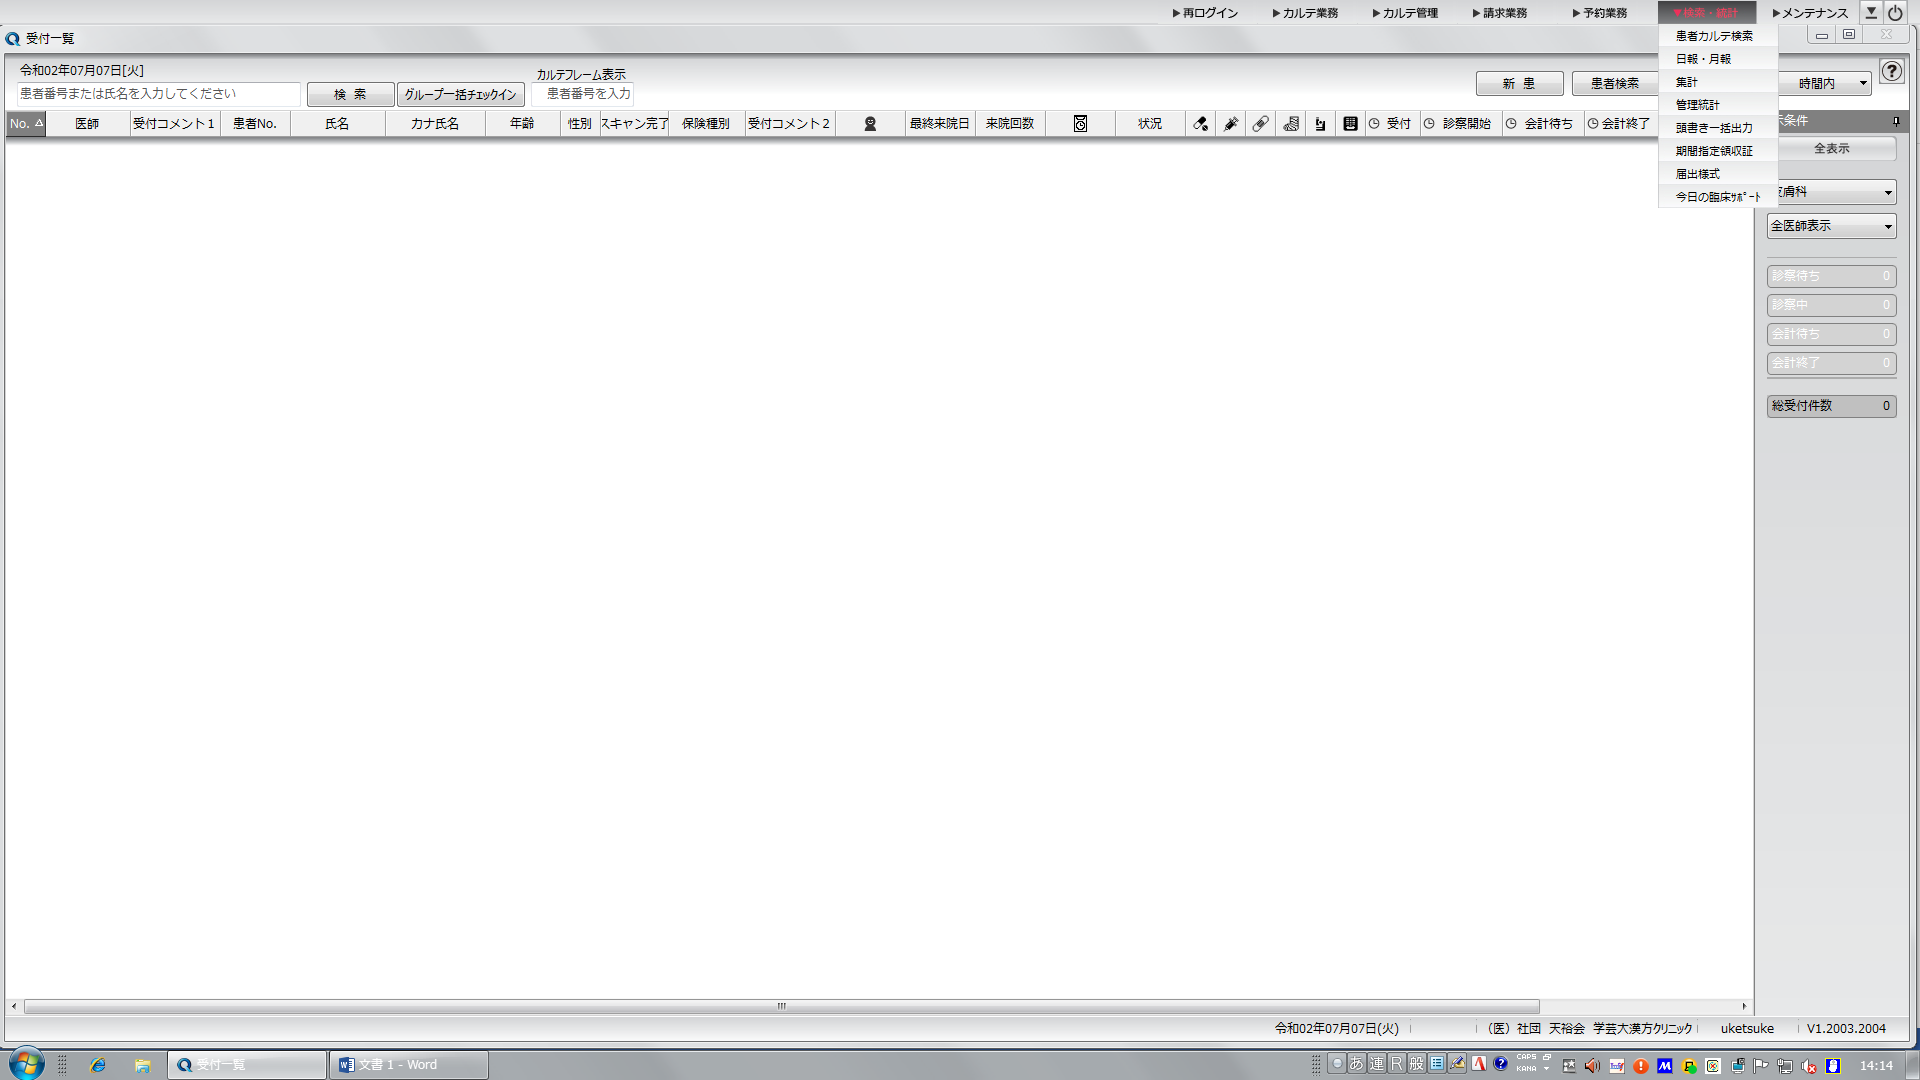 ▶再ログイン ▶カルテ業務 ▶カルテ管理 ▶請求業務 ▶予約業務 ▼検索・統計 ▶メンテナンス
受付一覧
患者カルテ検索
日報・月報
集計
管理統計
頭書き一括出力
期間指定領収証
届出様式
今日の臨床ｻﾎﾟｰﾄ
令和02年07月07日[火]
患者番号または氏名を入力してください
検 索
グループ一括チェックイン
カルテフレーム表示
患者番号を入力
新 患
患者検索
時間内
No. 医師 受付コメント1 患者No. 氏名 カナ氏名 年齢 性別 スキャン完了 保険種別 受付コメント2 最終来院日 来院回数 状況 受付 診察開始 会計待ち 会計終了
示条件
全表示
皮膚科
全医師表示
診察待ち 0
診察中 0
会計待ち 0
会計終了 0
総受付件数 0
令和02年07月07日(火) （医）社団 天裕会 学芸大漢方クリニック uketsuke V1.2003.2004
受付一覧
文書 1 - Word
あ 連 R 般
CAPS
KANA
14:14